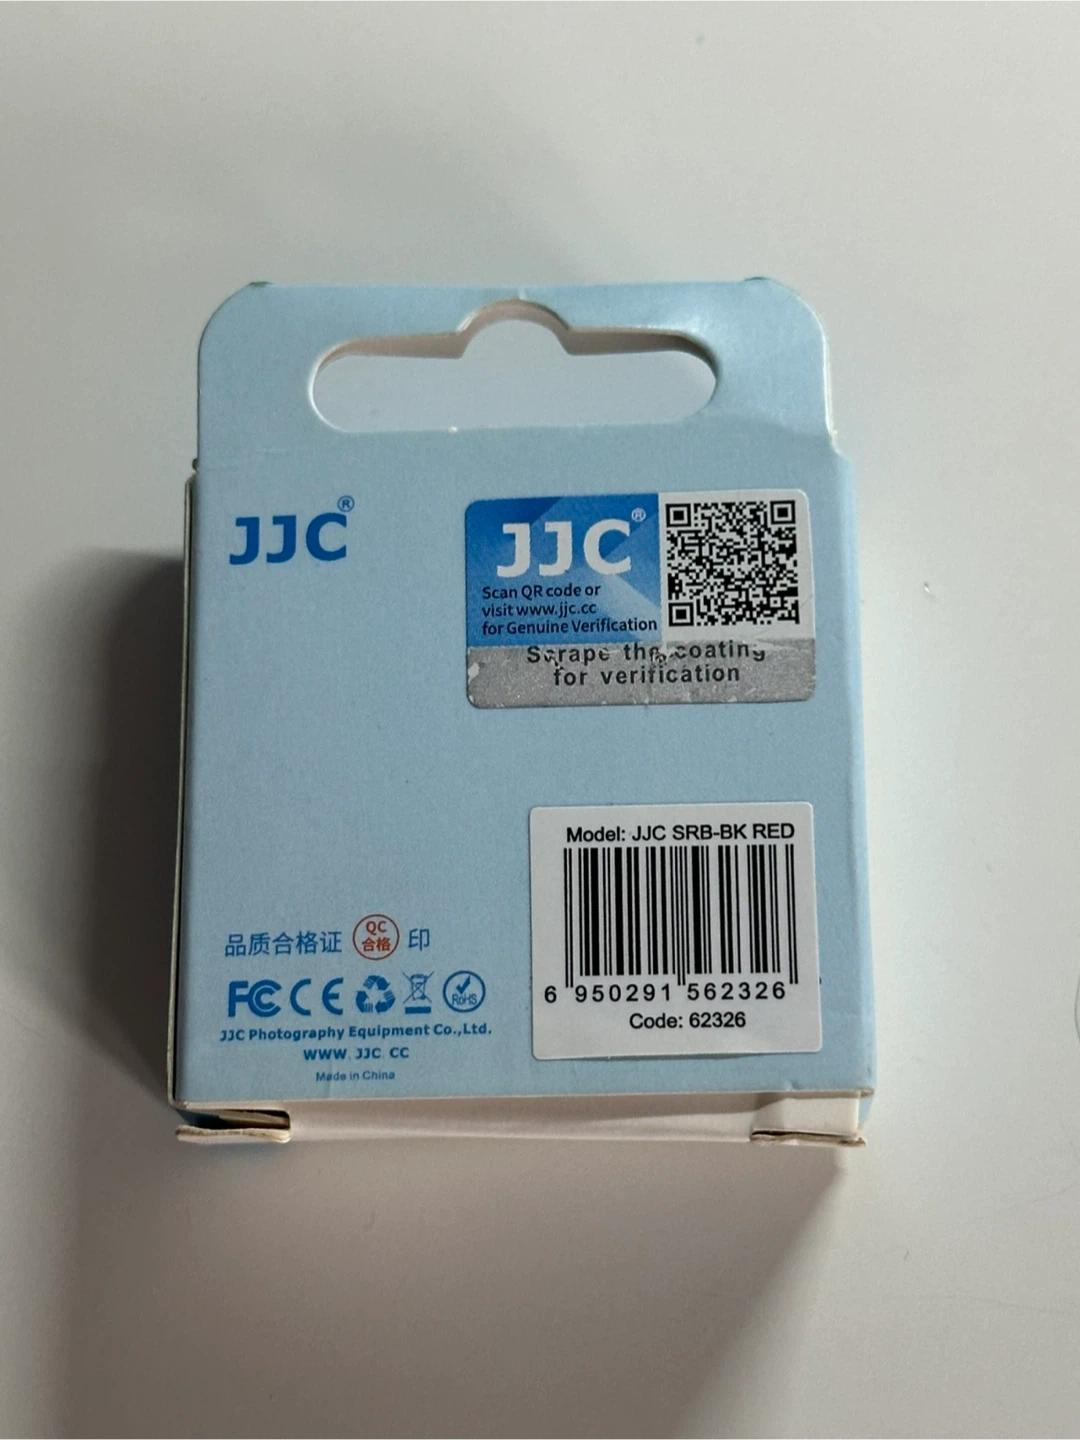 JJC®
JJC®
Scan QR code or
visit www.jjc.cc
for Genuine Verification
Scrape the coating
for verification
Model: JJC SRB-BK RED
6 950291 562326
Code: 62326
品质合格证 QC 合格 印
FC CE RoHS
JJC Photography Equipment Co.,Ltd.
WWW. JJC. CC
Made in China